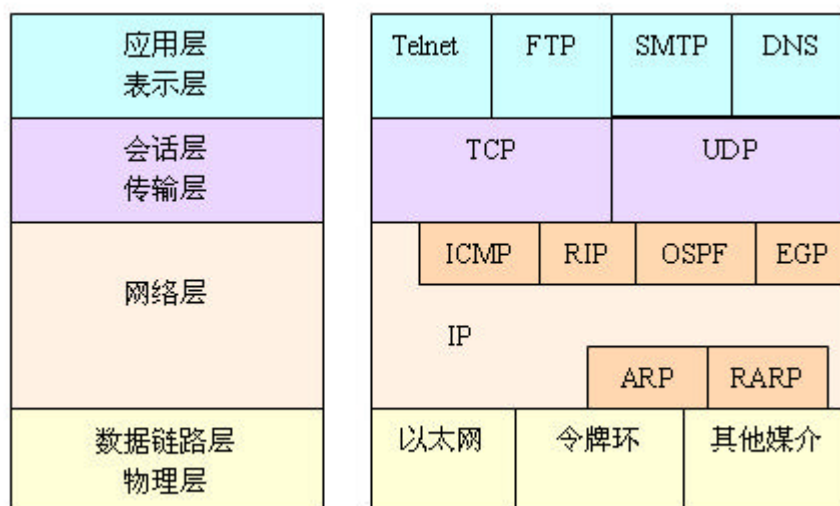 应用层
表示层
会话层
传输层
网络层
数据链路层
物理层
Telnet FTP SMTP DNS
TCP UDP
ICMP RIP OSPF EGP
IP
ARP RARP
以太网 令牌环 其他媒介